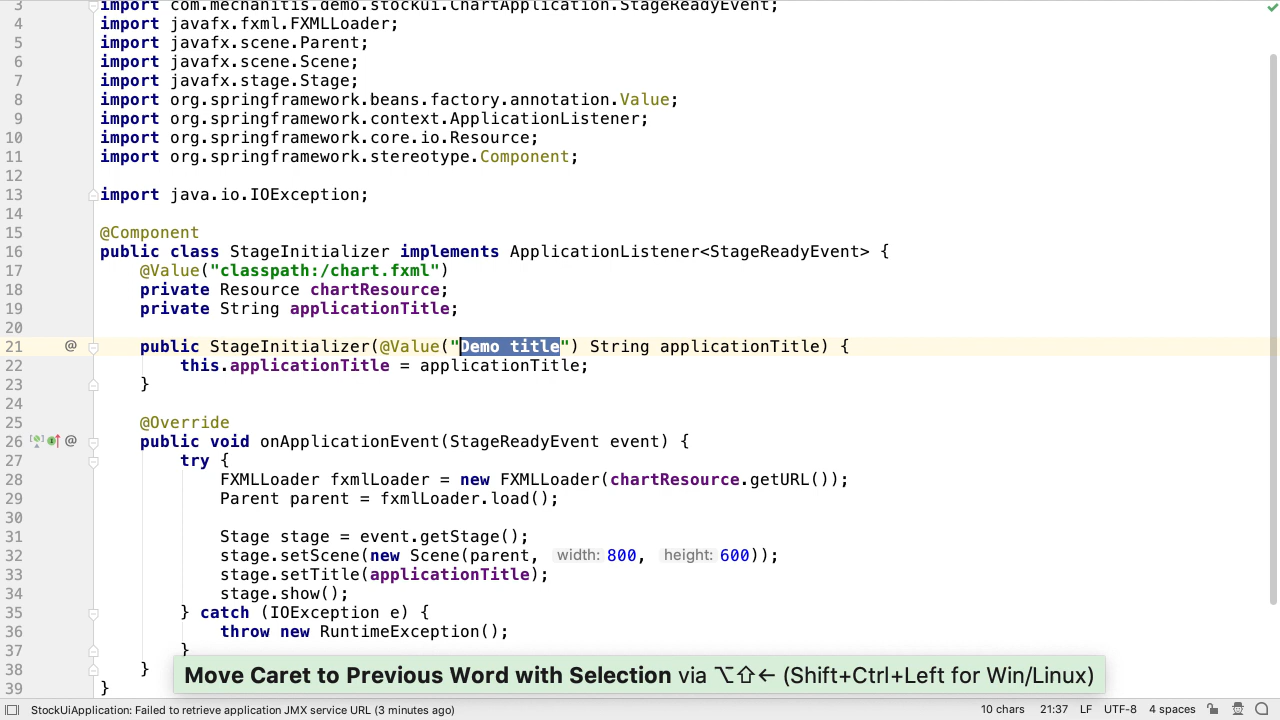 3 import com.mechanitis.demo.stockui.ChartApplication.StageReadyEvent;
4 import javafx.fxml.FXMLLoader;
5 import javafx.scene.Parent;
6 import javafx.scene.Scene;
7 import javafx.stage.Stage;
8 import org.springframework.beans.factory.annotation.Value;
9 import org.springframework.context.ApplicationListener;
10 import org.springframework.core.io.Resource;
11 import org.springframework.stereotype.Component;
12
13 import java.io.IOException;
14
15 @Component
16 public class StageInitializer implements ApplicationListener<StageReadyEvent> {
17 @Value("classpath:/chart.fxml")
18 private Resource chartResource;
19 private String applicationTitle;
20
21 @ public StageInitializer(@Value("Demo title") String applicationTitle) {
22 this.applicationTitle = applicationTitle;
23 }
24
25 @Override
26 @ public void onApplicationEvent(StageReadyEvent event) {
27 try {
28 FXMLLoader fxmlLoader = new FXMLLoader(chartResource.getURL());
29 Parent parent = fxmlLoader.load();
30
31 Stage stage = event.getStage();
32 stage.setScene(new Scene(parent, width: 800, height: 600));
33 stage.setTitle(applicationTitle);
34 stage.show();
35 } catch (IOException e) {
36 throw new RuntimeException();
37 }
38 }
39 }
Move Caret to Previous Word with Selection via ⌥⇧← (Shift+Ctrl+Left for Win/Linux)
StockUiApplication: Failed to retrieve application JMX service URL (3 minutes ago) 10 chars 21:37 LF UTF-8 4 spaces